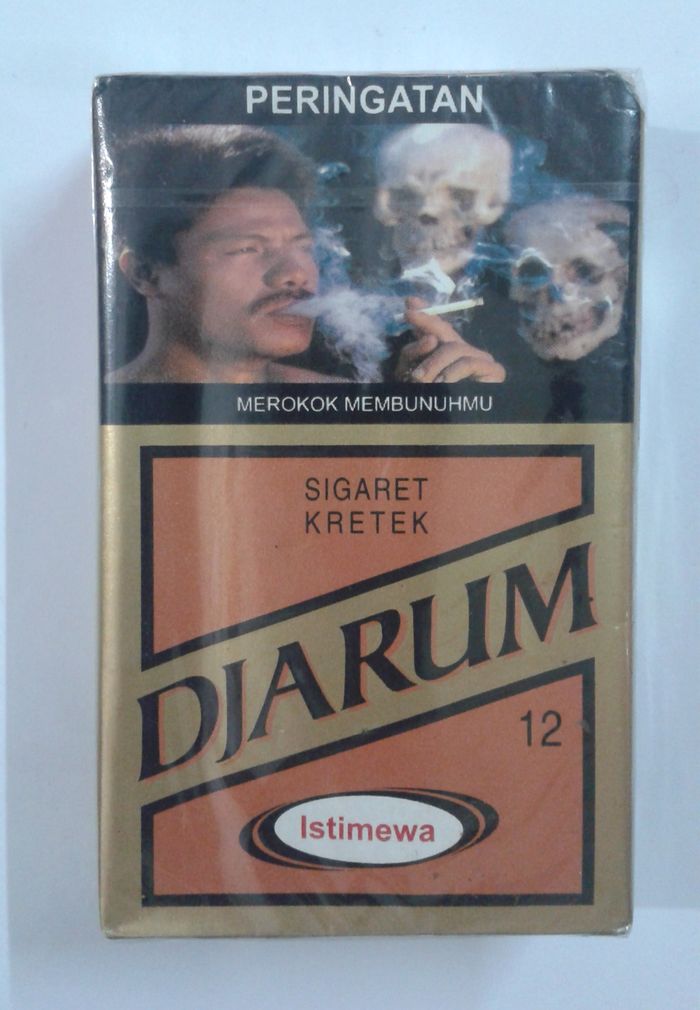 PERINGATAN
MEROKOK MEMBUNUHMU
SIGARET
KRETEK
DJARUM
12
Istimewa